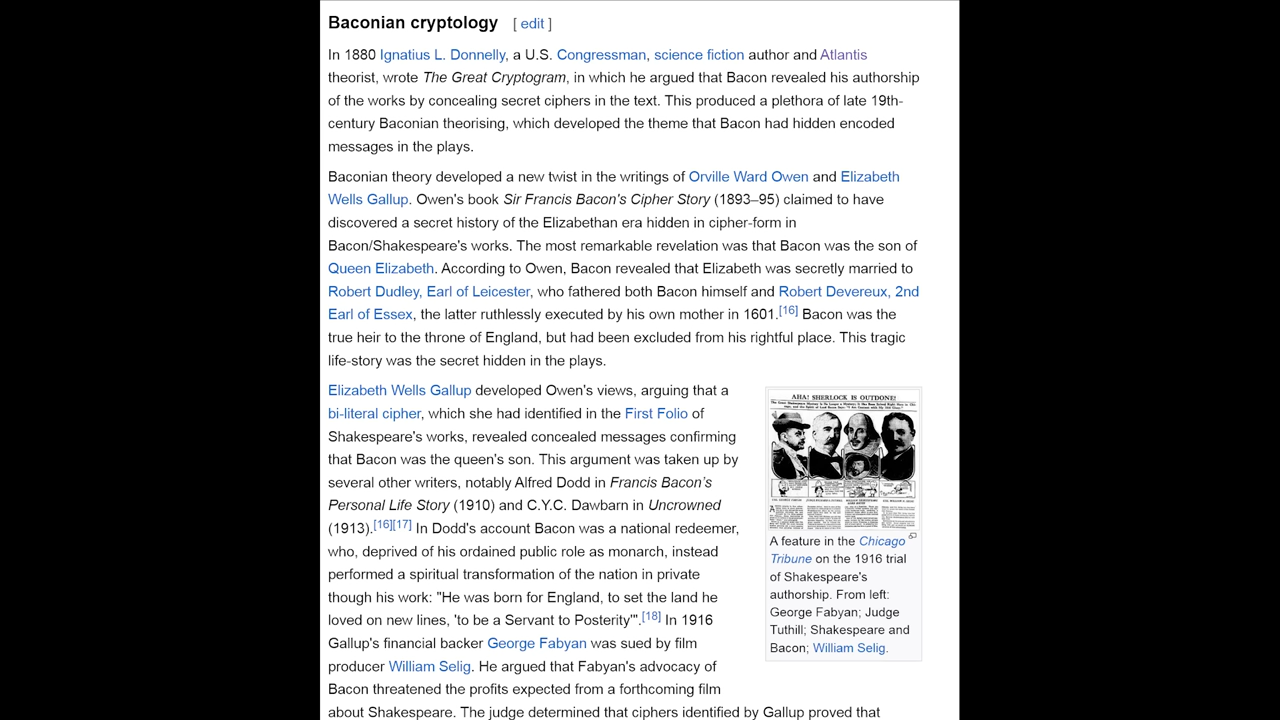 Baconian cryptology [ edit ]
In 1880 Ignatius L. Donnelly, a U.S. Congressman, science fiction author and Atlantis
theorist, wrote The Great Cryptogram, in which he argued that Bacon revealed his authorship
of the works by concealing secret ciphers in the text. This produced a plethora of late 19th-
century Baconian theorising, which developed the theme that Bacon had hidden encoded
messages in the plays.
Baconian theory developed a new twist in the writings of Orville Ward Owen and Elizabeth
Wells Gallup. Owen's book Sir Francis Bacon's Cipher Story (1893–95) claimed to have
discovered a secret history of the Elizabethan era hidden in cipher-form in
Bacon/Shakespeare's works. The most remarkable revelation was that Bacon was the son of
Queen Elizabeth. According to Owen, Bacon revealed that Elizabeth was secretly married to
Robert Dudley, Earl of Leicester, who fathered both Bacon himself and Robert Devereux, 2nd
Earl of Essex, the latter ruthlessly executed by his own mother in 1601.[16] Bacon was the
true heir to the throne of England, but had been excluded from his rightful place. This tragic
life-story was the secret hidden in the plays.
Elizabeth Wells Gallup developed Owen's views, arguing that a
bi-literal cipher, which she had identified in the First Folio of
Shakespeare's works, revealed concealed messages confirming
that Bacon was the queen's son. This argument was taken up by
several other writers, notably Alfred Dodd in Francis Bacon's
Personal Life Story (1910) and C.Y.C. Dawbarn in Uncrowned
(1913).[16][17] In Dodd's account Bacon was a national redeemer,
who, deprived of his ordained public role as monarch, instead
performed a spiritual transformation of the nation in private
though his work: "He was born for England, to set the land he
loved on new lines, 'to be a Servant to Posterity'".[18] In 1916
Gallup's financial backer George Fabyan was sued by film
producer William Selig. He argued that Fabyan's advocacy of
Bacon threatened the profits expected from a forthcoming film
about Shakespeare. The judge determined that ciphers identified by Gallup proved that
AHA! SHERLOCK IS OUTDONE!
A feature in the Chicago
Tribune on the 1916 trial
of Shakespeare's
authorship. From left:
George Fabyan; Judge
Tuthill; Shakespeare and
Bacon; William Selig.